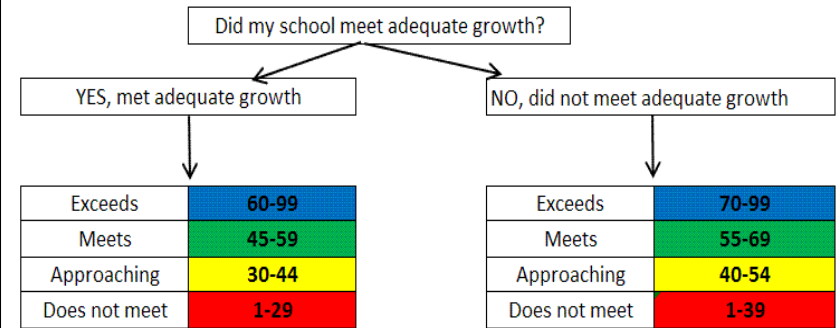 Did my school meet adequate growth?
YES, met adequate growth
NO, did not meet adequate growth
Exceeds 60-99
Meets 45-59
Approaching 30-44
Does not meet 1-29
Exceeds 70-99
Meets 55-69
Approaching 40-54
Does not meet 1-39